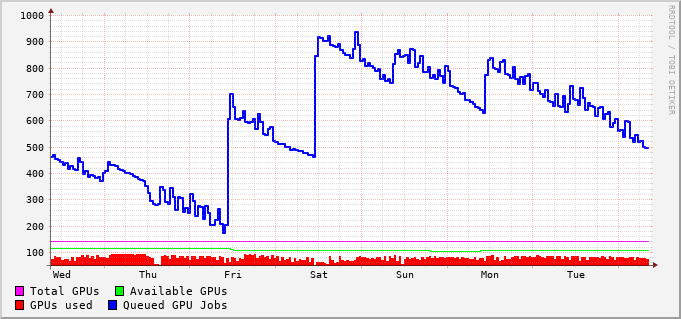 1000
900
800
700
600
500
400
300
200
100
Wed Thu Fri Sat Sun Mon Tue
RRDTOOL / TOBI OETIKER
Total GPUs Available GPUs
GPUs used Queued GPU Jobs